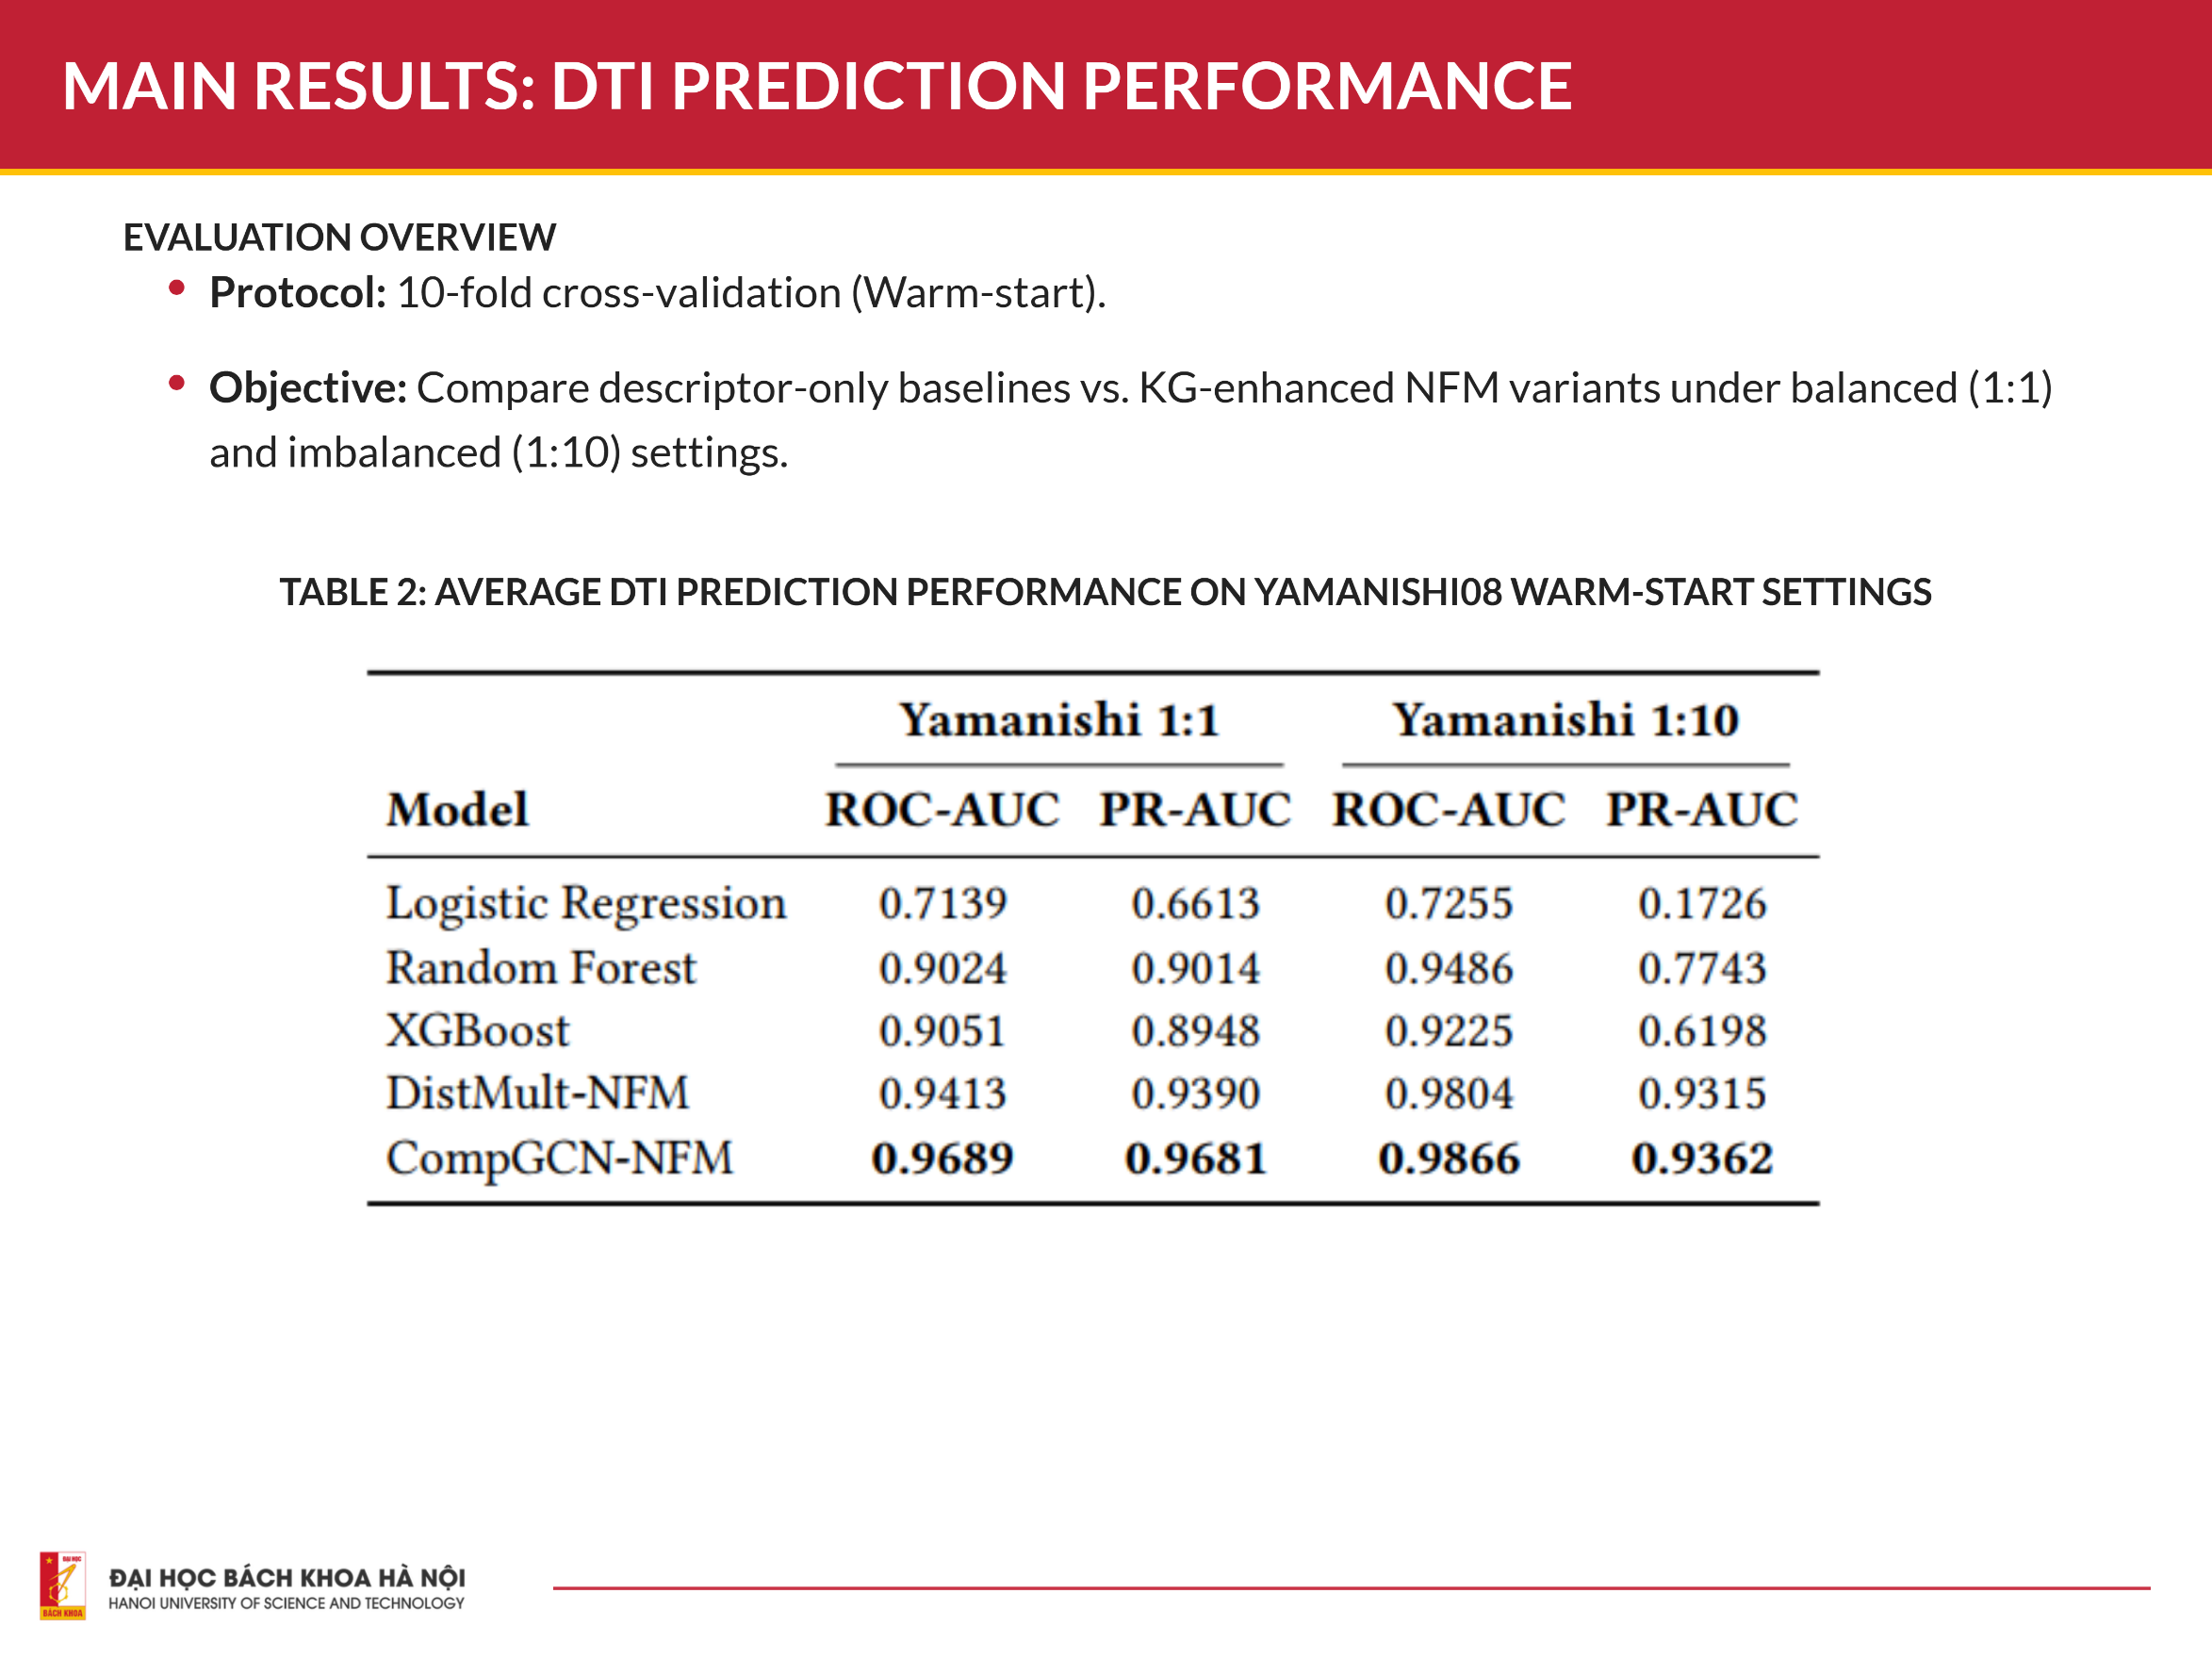 MAIN RESULTS: DTI PREDICTION PERFORMANCE
EVALUATION OVERVIEW
• Protocol: 10-fold cross-validation (Warm-start).
• Objective: Compare descriptor-only baselines vs. KG-enhanced NFM variants under balanced (1:1)
and imbalanced (1:10) settings.
TABLE 2: AVERAGE DTI PREDICTION PERFORMANCE ON YAMANISHI08 WARM-START SETTINGS
Yamanishi 1:1 Yamanishi 1:10
Model ROC-AUC PR-AUC ROC-AUC PR-AUC
Logistic Regression 0.7139 0.6613 0.7255 0.1726
Random Forest 0.9024 0.9014 0.9486 0.7743
XGBoost 0.9051 0.8948 0.9225 0.6198
DistMult-NFM 0.9413 0.9390 0.9804 0.9315
CompGCN-NFM 0.9689 0.9681 0.9866 0.9362
ĐẠI HỌC
BÁCH KHOA
ĐẠI HỌC BÁCH KHOA HÀ NỘI
HANOI UNIVERSITY OF SCIENCE AND TECHNOLOGY